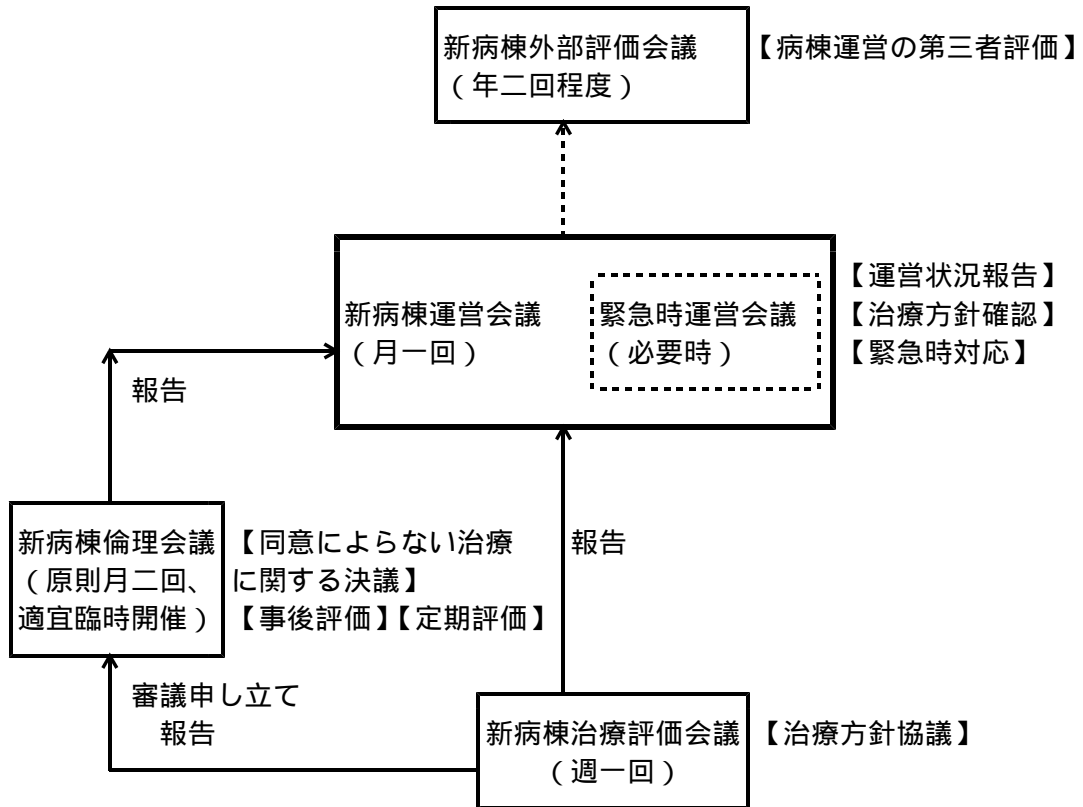 新病棟外部評価会議
(年二回程度)
【病棟運営の第三者評価】
新病棟運営会議
(月一回)
緊急時運営会議
(必要時)
【運営状況報告】
【治療方針確認】
【緊急時対応】
報告
新病棟倫理会議
(原則月二回、
適宜臨時開催)
【同意によらない治療
に関する決議】
【事後評価】【定期評価】
報告
審議申し立て
報告
新病棟治療評価会議
(週一回)
【治療方針協議】